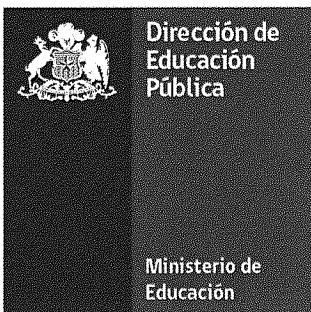 Dirección de
Educación
Pública
Ministerio de
Educación